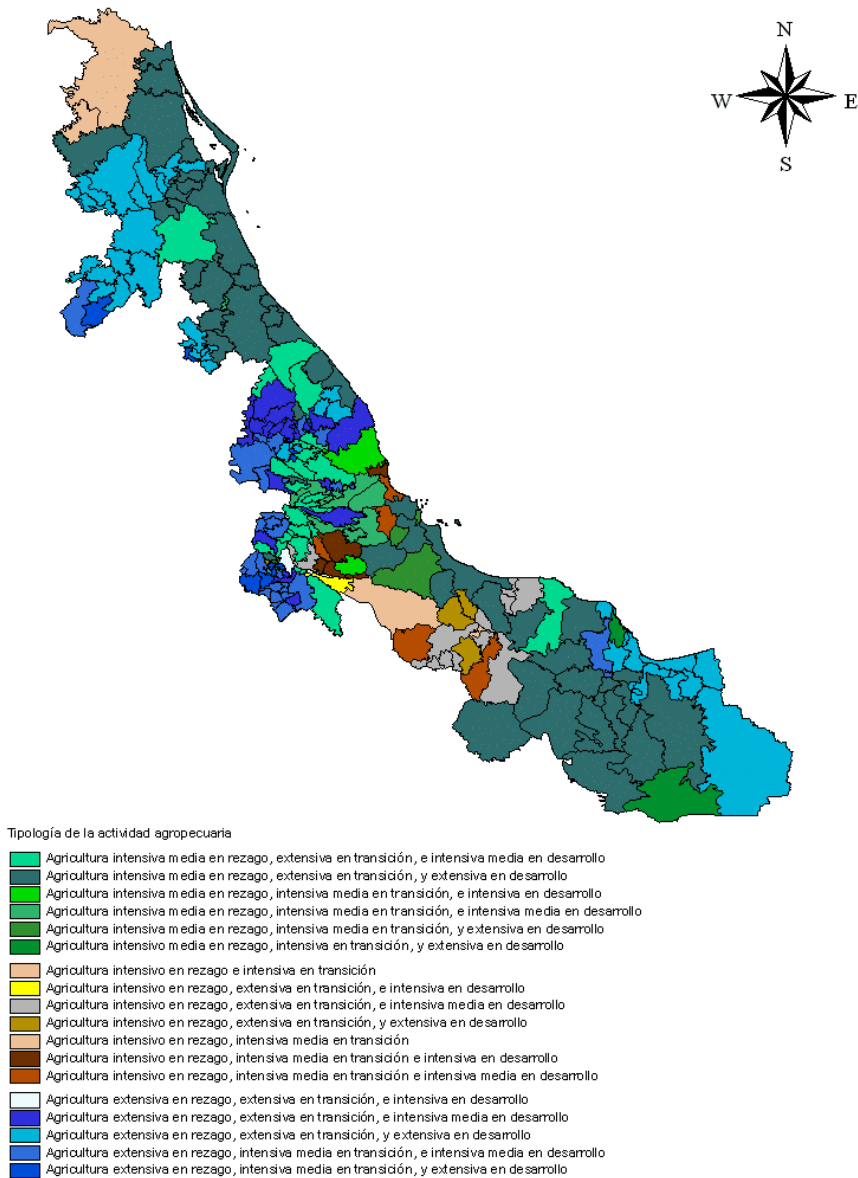 N
W E
S
Tipología de la actividad agropecuaria
Agricultura intensiva media en rezago, extensiva en transición, e intensiva media en desarrollo
Agricultura intensiva media en rezago, extensiva en transición, y extensiva en desarrollo
Agricultura intensiva media en rezago, intensiva media en transición, e intensiva en desarrollo
Agricultura intensiva media en rezago, intensiva media en transición, e intensiva media en desarrollo
Agricultura intensiva media en rezago, intensiva media en transición, y extensiva en desarrollo
Agricultura intensivo media en rezago, intensiva en transición, y extensiva en desarrollo
Agricultura intensivo en rezago e intensiva en transición
Agricultura intensivo en rezago, extensiva en transición, e intensiva en desarrollo
Agricultura intensivo en rezago, extensiva en transición, e intensiva media en desarrollo
Agricultura intensivo en rezago, extensiva en transición, y extensiva en desarrollo
Agricultura intensivo en rezago, intensiva media en transición
Agricultura intensivo en rezago, intensiva media en transición e intensiva en desarrollo
Agricultura intensivo en rezago, intensiva media en transición e intensiva media en desarrollo
Agricultura extensiva en rezago, extensiva en transición, e intensiva en desarrollo
Agricultura extensiva en rezago, extensiva en transición, e intensiva media en desarrollo
Agricultura extensiva en rezago, extensiva en transición, y extensiva en desarrollo
Agricultura extensiva en rezago, intensiva media en transición, e intensiva media en desarrollo
Agricultura extensiva en rezago, intensiva media en transición, y extensiva en desarrollo